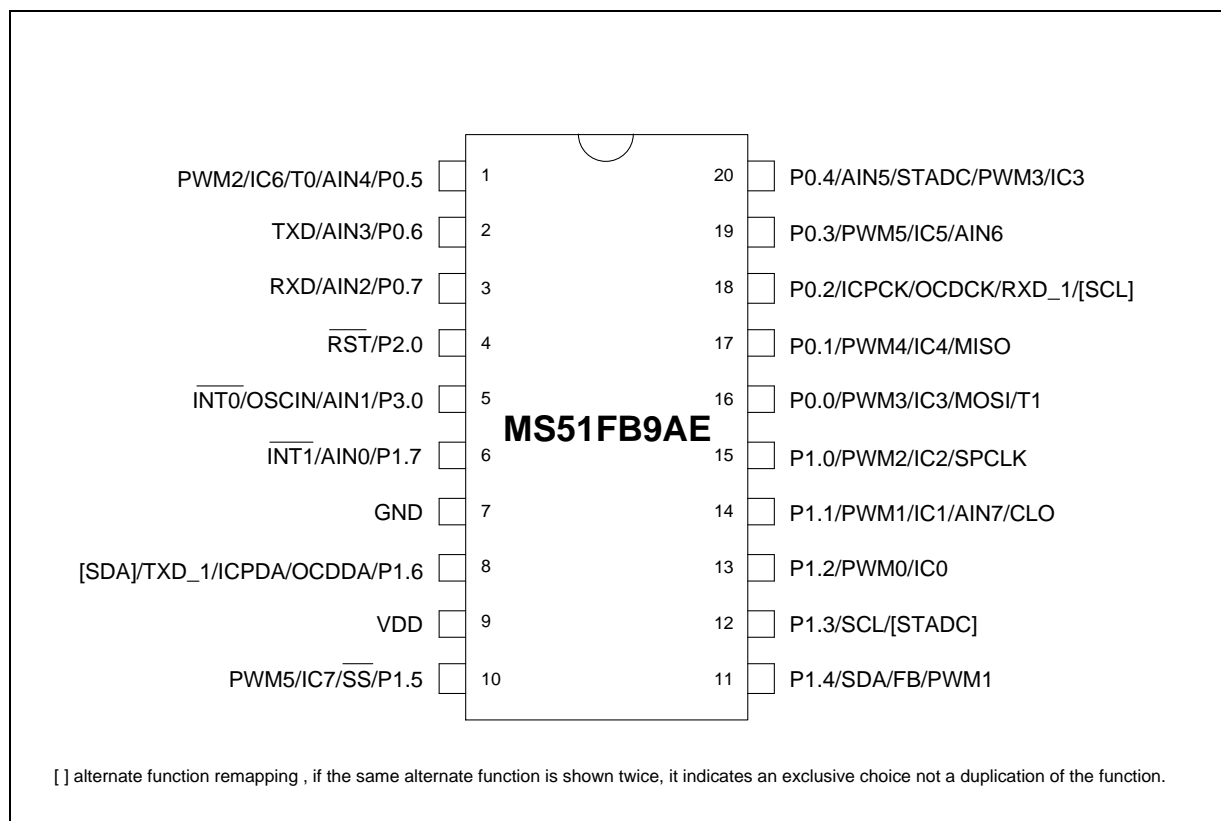 PWM2/IC6/T0/AIN4/P0.5 1 20 P0.4/AIN5/STADC/PWM3/IC3
TXD/AIN3/P0.6 2 19 P0.3/PWM5/IC5/AIN6
RXD/AIN2/P0.7 3 18 P0.2/ICPCK/OCDCK/RXD_1/[SCL]
RST/P2.0 4 17 P0.1/PWM4/IC4/MISO
INT0/OSCIN/AIN1/P3.0 5 16 P0.0/PWM3/IC3/MOSI/T1
MS51FB9AE
INT1/AIN0/P1.7 6 15 P1.0/PWM2/IC2/SPCLK
GND 7 14 P1.1/PWM1/IC1/AIN7/CLO
[SDA]/TXD_1/ICPDA/OCDDA/P1.6 8 13 P1.2/PWM0/IC0
VDD 9 12 P1.3/SCL/[STADC]
PWM5/IC7/SS/P1.5 10 11 P1.4/SDA/FB/PWM1
[ ] alternate function remapping , if the same alternate function is shown twice, it indicates an exclusive choice not a duplication of the function.